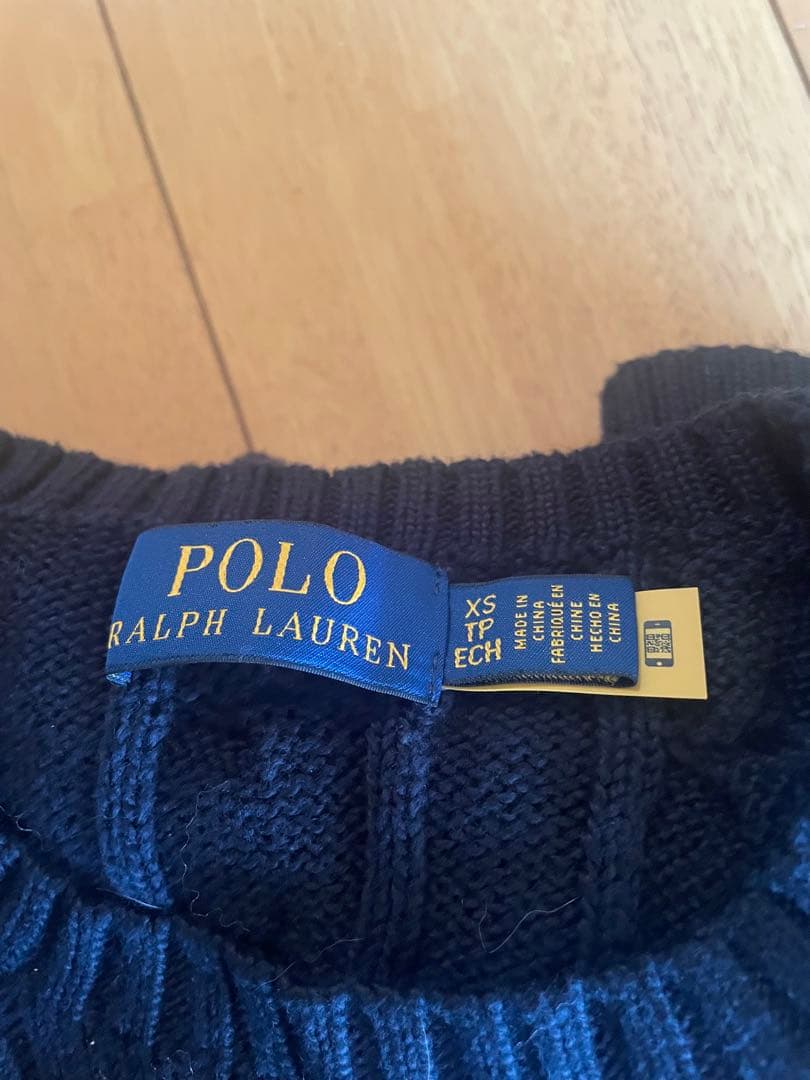 POLO
RALPH LAUREN
XS
TP
ECH
MADE IN
CHINA
FABRIQUÉ EN
CHINE
HECHO EN
CHINA